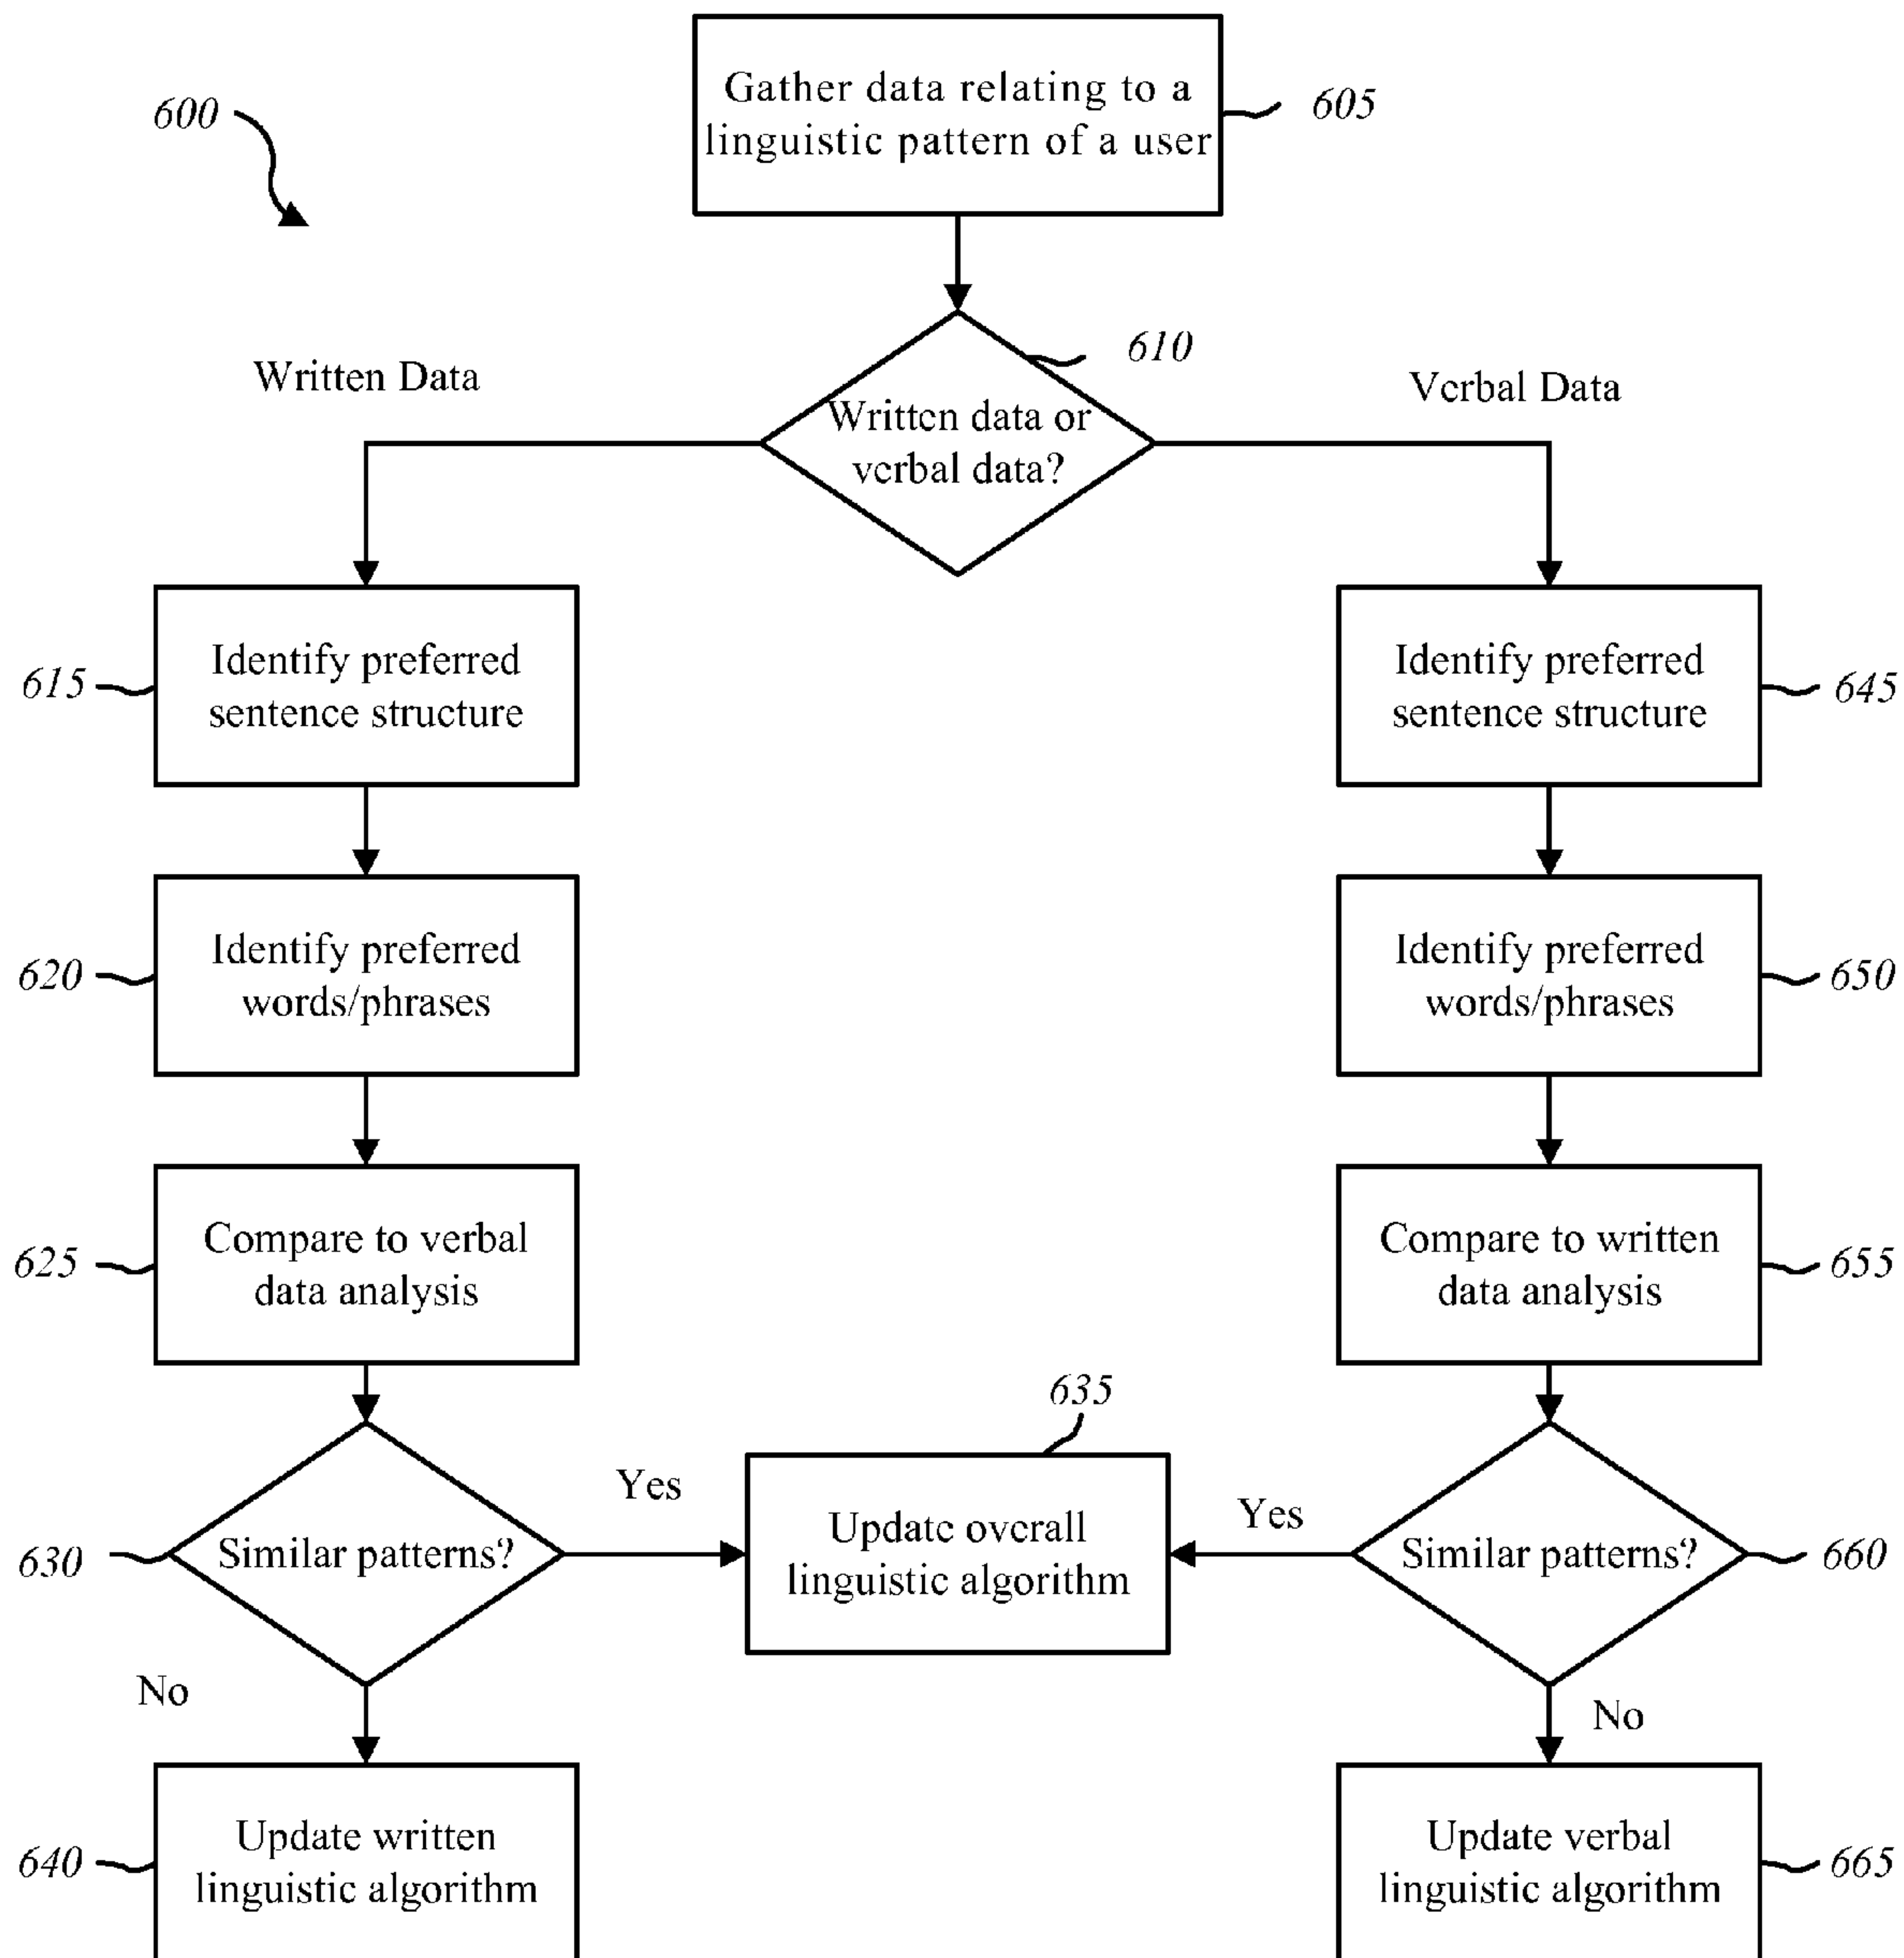 600
Gather data relating to a
linguistic pattern of a user
605
610
Written Data
Written data or
verbal data?
Verbal Data
615
Identify preferred
sentence structure
Identify preferred
sentence structure
645
620
Identify preferred
words/phrases
Identify preferred
words/phrases
650
625
Compare to verbal
data analysis
Compare to written
data analysis
655
635
630
Similar patterns?
Yes
Update overall
linguistic algorithm
Yes
Similar patterns?
660
No
No
640
Update written
linguistic algorithm
Update verbal
linguistic algorithm
665